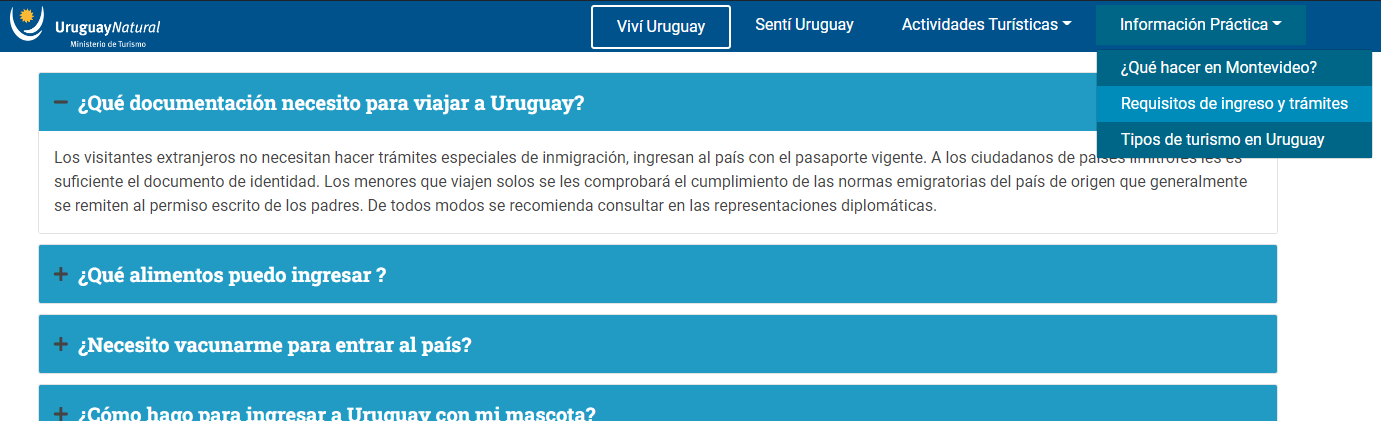 UruguayNatural
Ministerio de Turismo
Viví Uruguay
Sentí Uruguay
Actividades Turísticas
Información Práctica
¿Qué hacer en Montevideo?
Requisitos de ingreso y trámites
Tipos de turismo en Uruguay
¿Qué documentación necesito para viajar a Uruguay?
Los visitantes extranjeros no necesitan hacer trámites especiales de inmigración, ingresan al país con el pasaporte vigente. A los ciudadanos de países limítrofes les es
suficiente el documento de identidad. Los menores que viajen solos se les comprobará el cumplimiento de las normas emigratorias del país de origen que generalmente
se remiten al permiso escrito de los padres. De todos modos se recomienda consultar en las representaciones diplomáticas.
¿Qué alimentos puedo ingresar ?
¿Necesito vacunarme para entrar al país?
¿Cómo hago para ingresar a Uruguay con mi mascota?